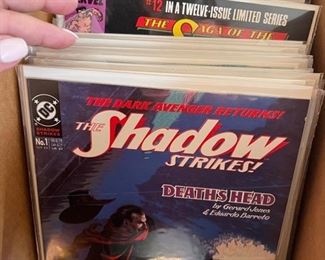 #12 IN A TWELVE-ISSUE LIMITED SERIES
THE SAGA OF THE
DC
SHADOW
STRIKES
No. 1
THE DARK AVENGER RETURNS!
THE Shadow
STRIKES!
DEATH'S HEAD
by Gerard Jones
& Eduardo Barreto